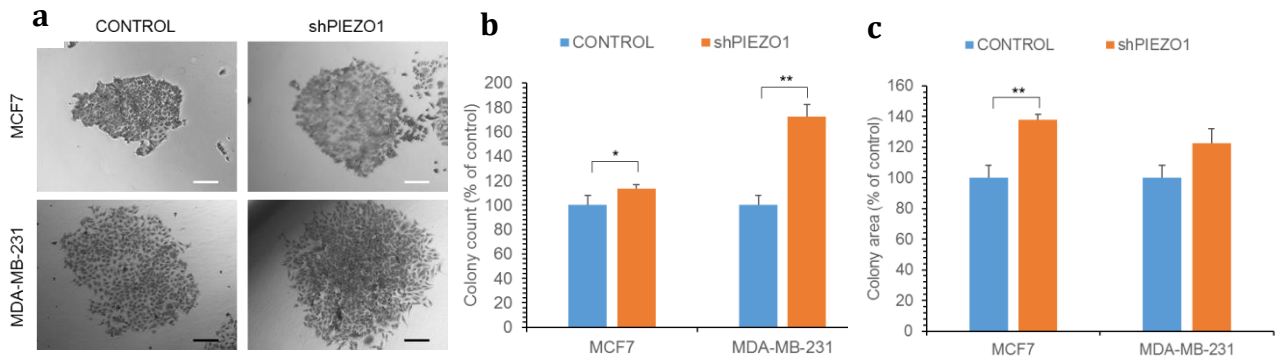 a
CONTROL shPIEZO1
MCF7
MDA-MB-231
b
CONTROL shPIEZO1
Colony count (% of control)
200
180
160
140
120
100
80
60
40
20
0
*
**
MCF7 MDA-MB-231
c
CONTROL shPIEZO1
Colony area (% of control)
160
140
120
100
80
60
40
20
0
**
MCF7 MDA-MB-231